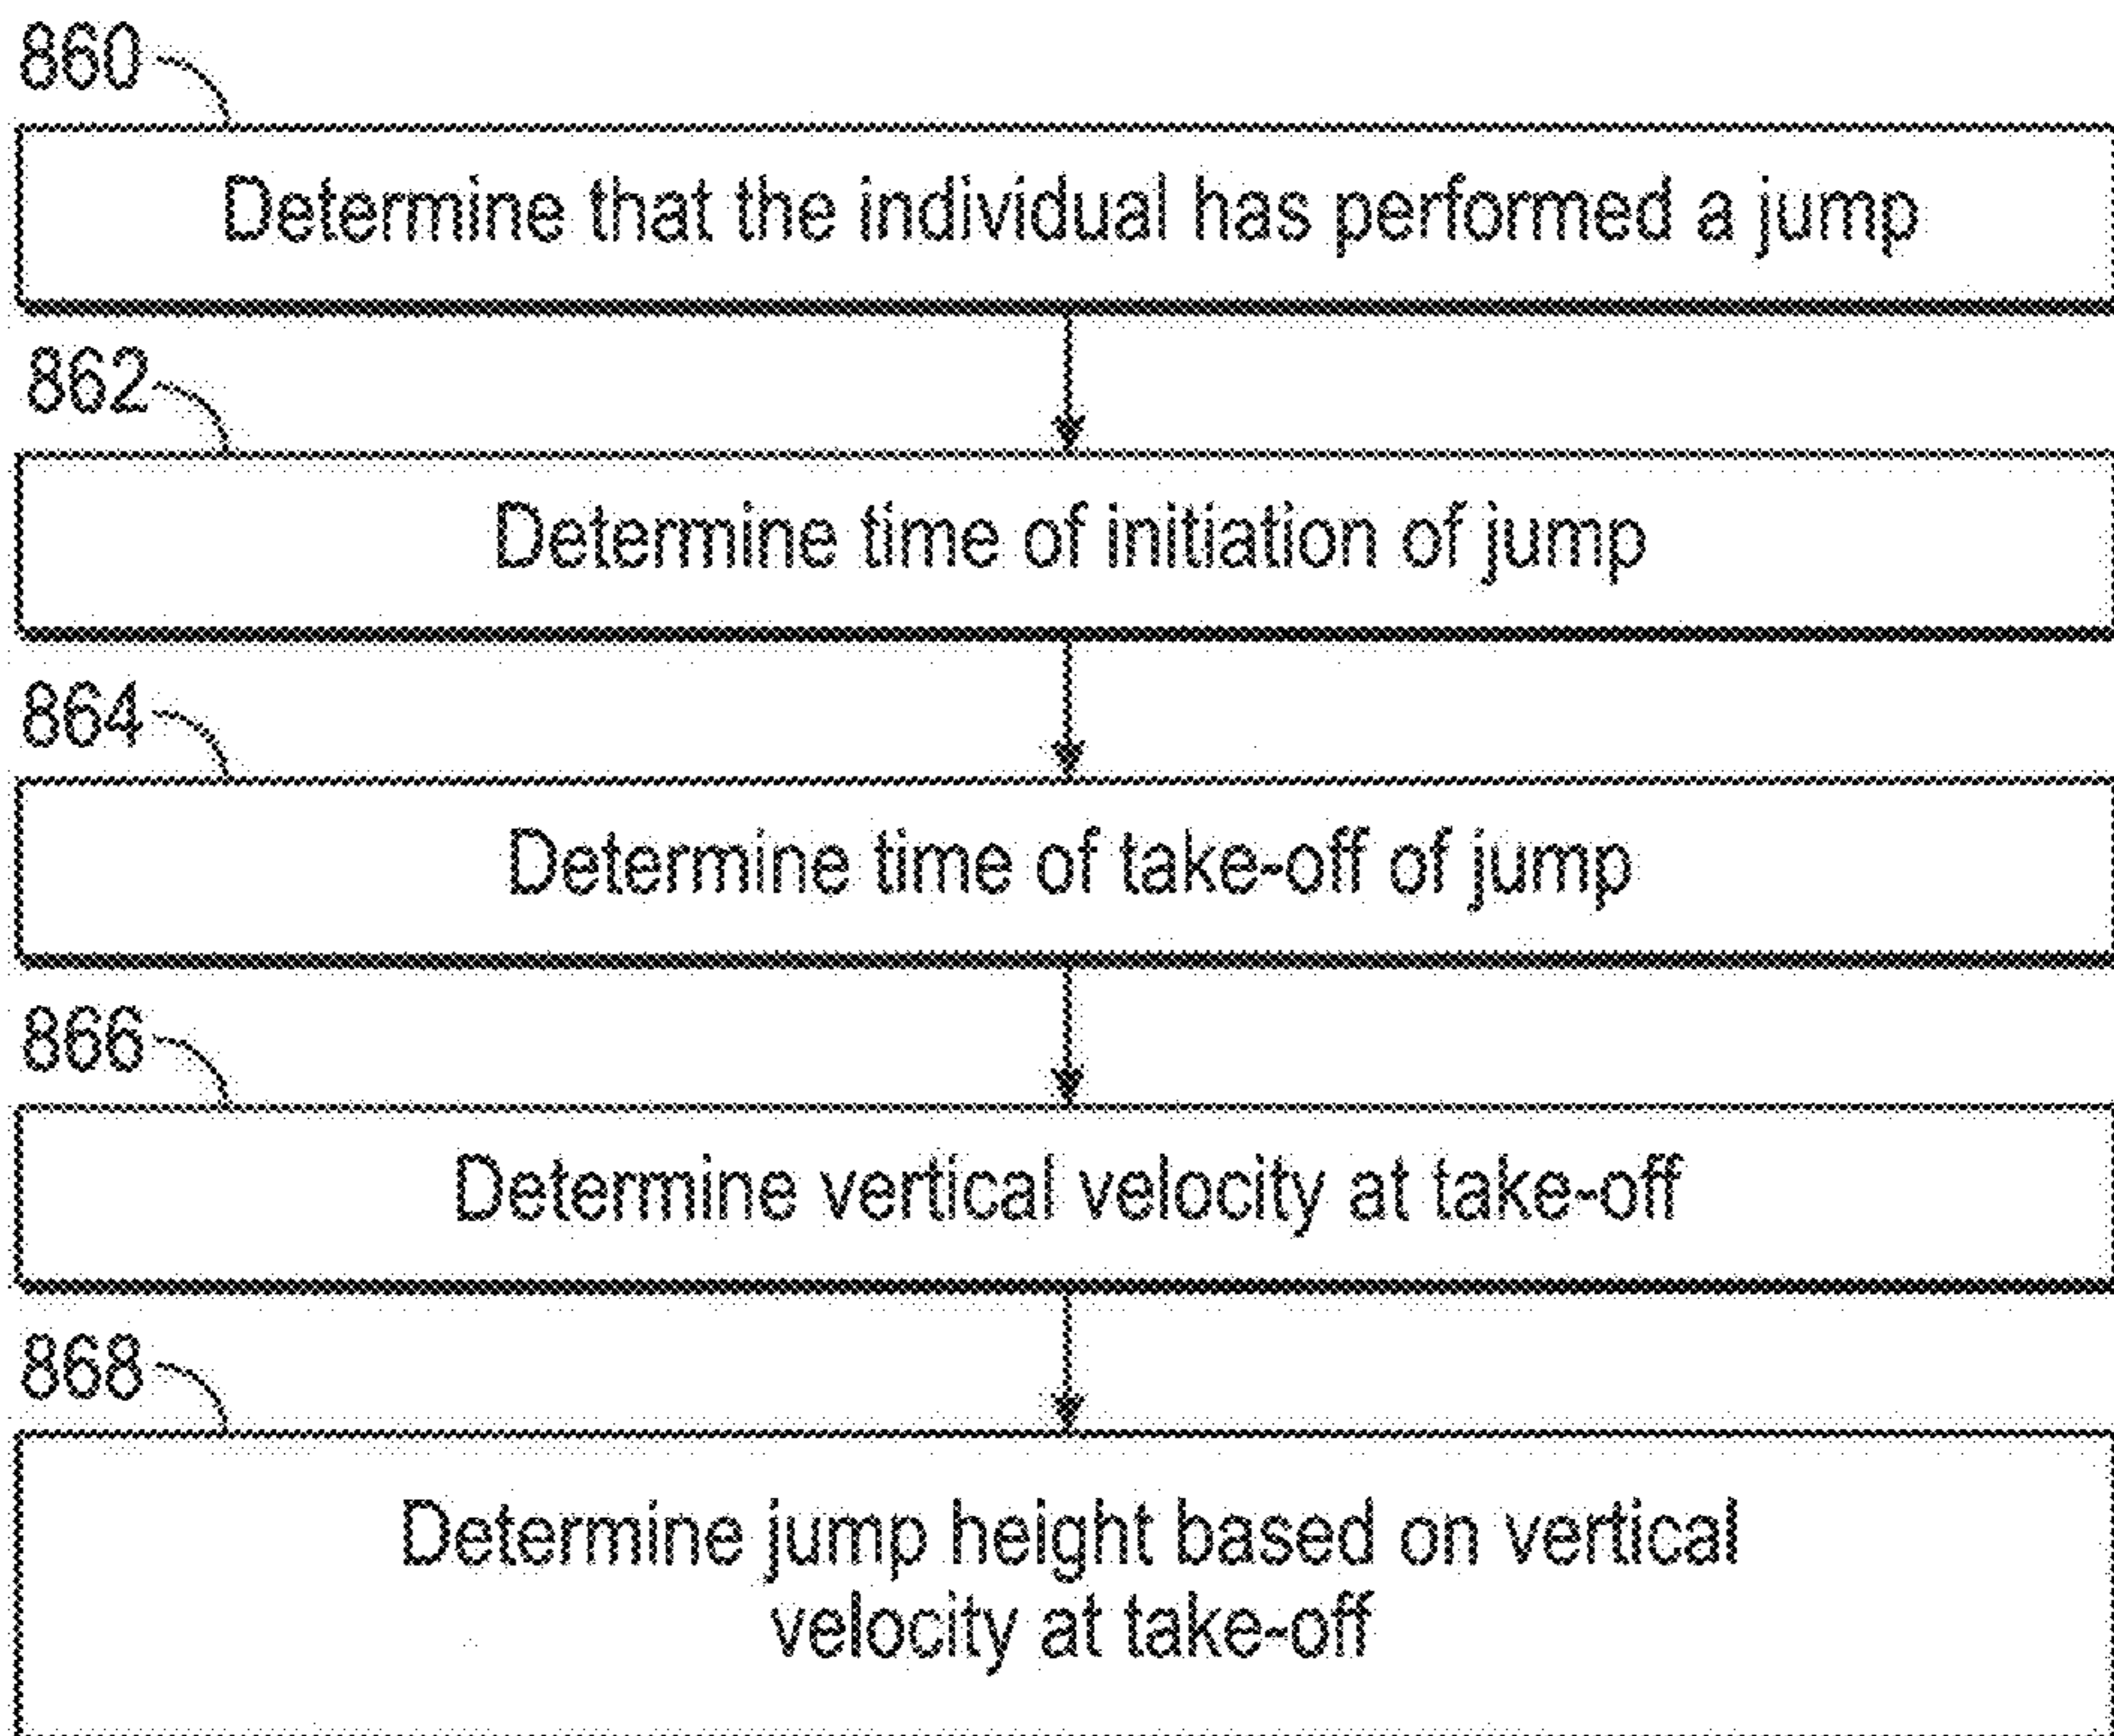 860
Determine that the individual has performed a jump
862
Determine time of initiation of jump
864
Determine time of take-off of jump
866
Determine vertical velocity at take-off
868
Determine jump height based on vertical
velocity at take-off